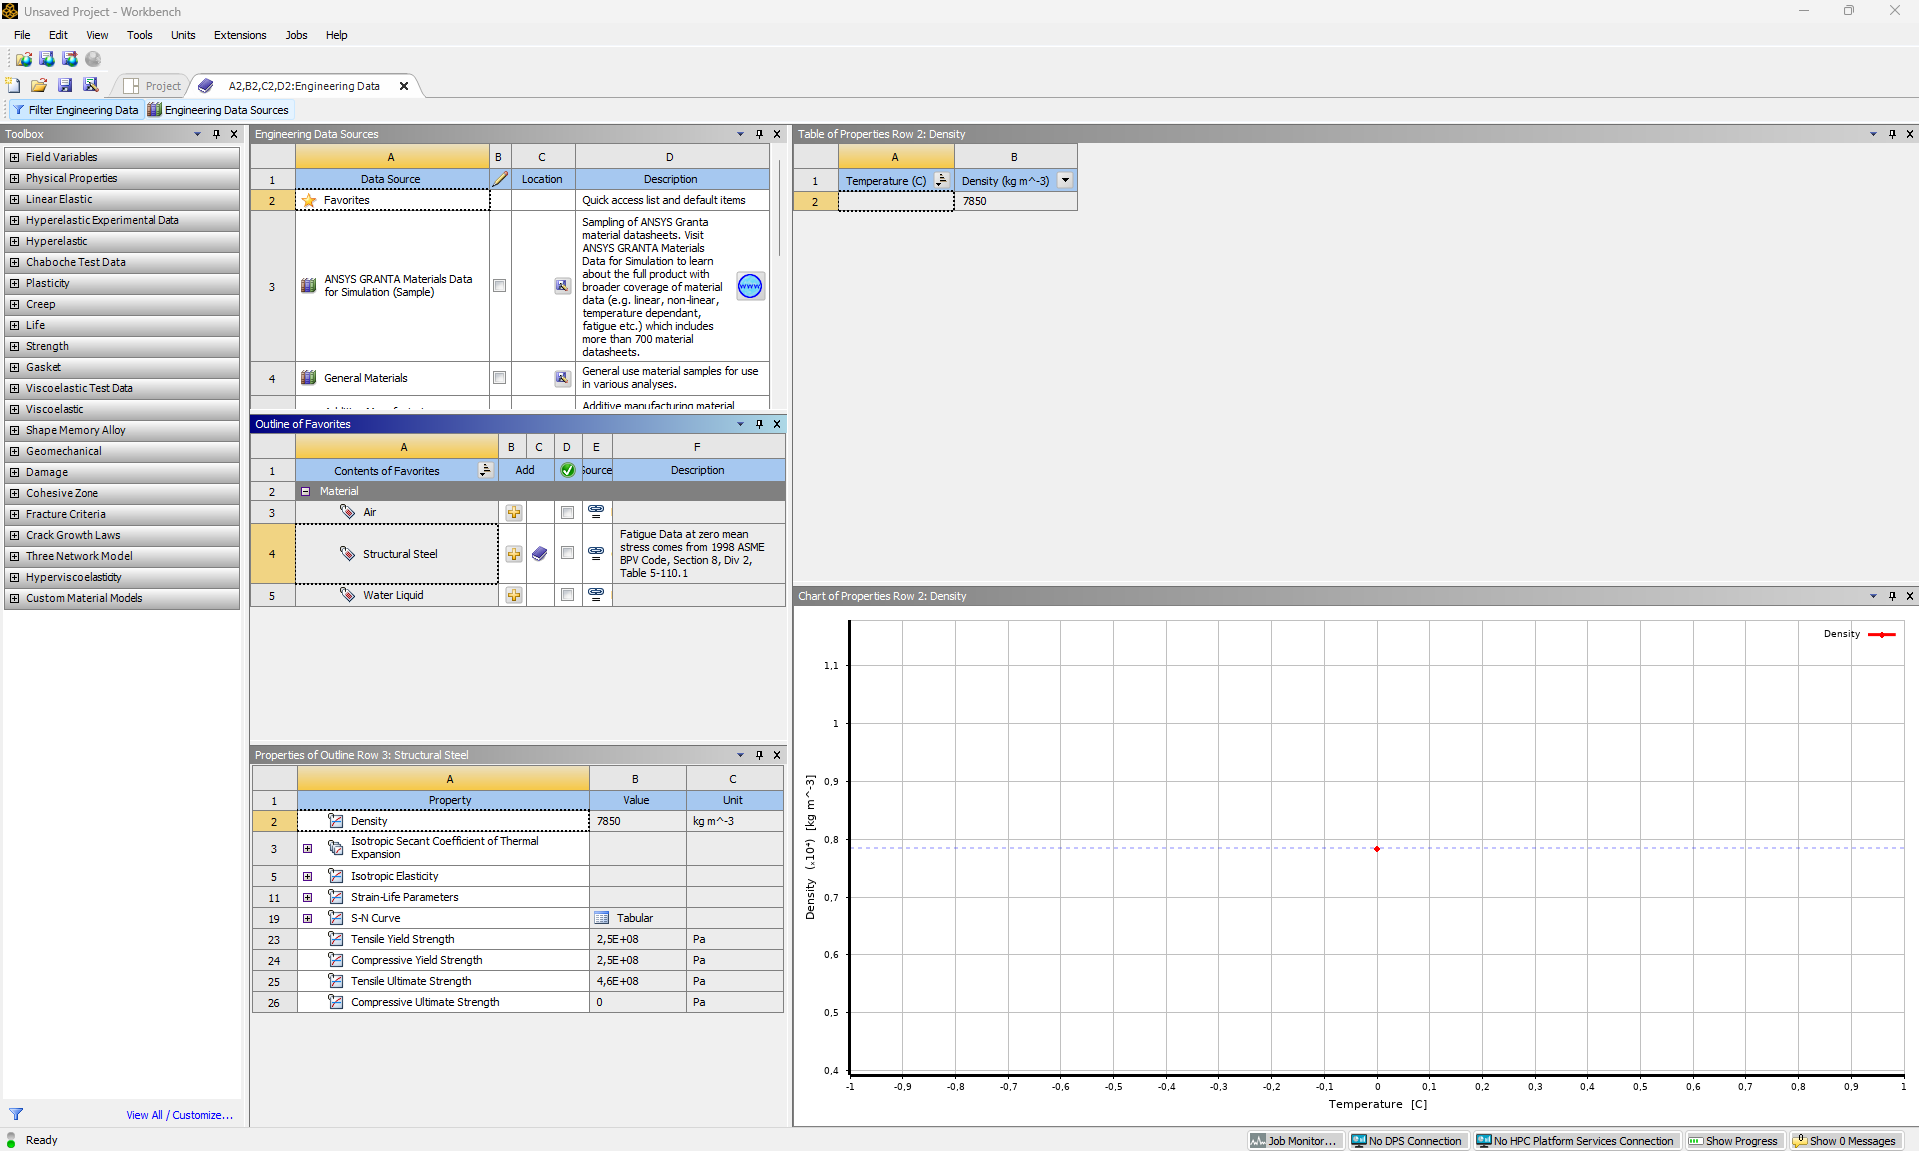 Unsaved Project - Workbench
File Edit View Tools Units Extensions Jobs Help
Project A2,B2,C2,D2:Engineering Data
Filter Engineering Data Engineering Data Sources
Toolbox
Field Variables
Physical Properties
Linear Elastic
Hyperelastic Experimental Data
Hyperelastic
Chaboche Test Data
Plasticity
Creep
Life
Strength
Gasket
Viscoelastic Test Data
Viscoelastic
Shape Memory Alloy
Geomechanical
Damage
Cohesive Zone
Fracture Criteria
Crack Growth Laws
Three Network Model
Hyperviscoelasticity
Custom Material Models
View All / Customize...
Engineering Data Sources
A B C D
1 Data Source Location Description
2 Favorites Quick access list and default items
3 ANSYS GRANTA Materials Data
for Simulation (Sample)
Sampling of ANSYS Granta
material datasheets. Visit
ANSYS GRANTA Materials
Data for Simulation to learn
about the full product with
broader coverage of material
data (e.g. linear, non-linear,
temperature dependant,
fatigue etc.) which includes
more than 700 material
datasheets.
www
4 General Materials
General use material samples for use
in various analyses.
Additive manufacturing material
Outline of Favorites
A B C D E F
1 Contents of Favorites Add Source Description
2 Material
3 Air
4 Structural Steel
Fatigue Data at zero mean
stress comes from 1998 ASME
BPV Code, Section 8, Div 2,
Table 5-110.1
5 Water Liquid
Properties of Outline Row 3: Structural Steel
A B C
1 Property Value Unit
2 Density 7850 kg m^-3
3 Isotropic Secant Coefficient of Thermal
Expansion
5 Isotropic Elasticity
11 Strain-Life Parameters
19 S-N Curve Tabular
23 Tensile Yield Strength 2,5E+08 Pa
24 Compressive Yield Strength 2,5E+08 Pa
25 Tensile Ultimate Strength 4,6E+08 Pa
26 Compressive Ultimate Strength 0 Pa
Table of Properties Row 2: Density
A B
1 Temperature (C) Density (kg m^-3)
2 7850
Chart of Properties Row 2: Density
Density
1,1
1
0,9
0,8
0,7
0,6
0,5
0,4
Density (.10⁴) [kg m^-3]
-1 -0,9 -0,8 -0,7 -0,6 -0,5 -0,4 -0,3 -0,2 -0,1 0 0,1 0,2 0,3 0,4 0,5 0,6 0,7 0,8 0,9 1
Temperature [C]
Ready
Job Monitor... No DPS Connection No HPC Platform Services Connection Show Progress Show 0 Messages